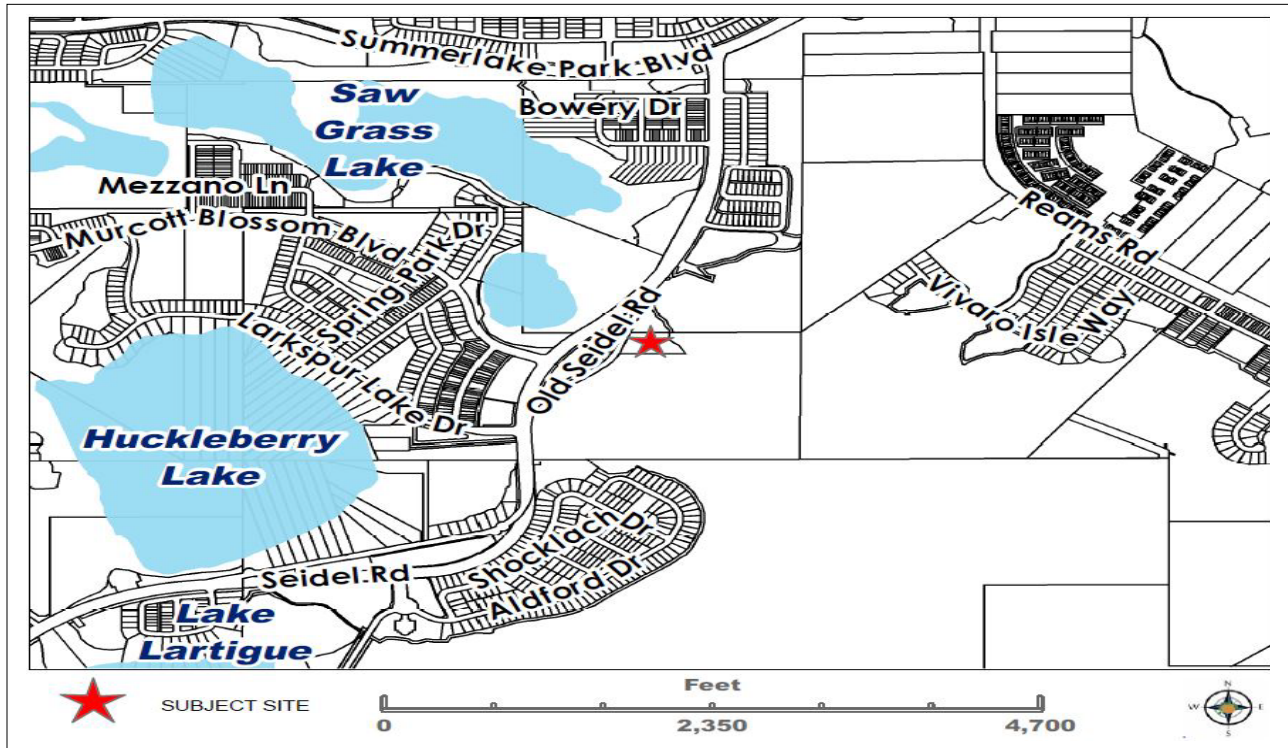 Summerlake Park Blvd
Saw
Grass
Lake
Bowery Dr
Mezzano Ln
Murcott Blossom Blvd
Spring Park Dr
Reams Rd
Vivaro Isle Way
Old Seidel Rd
Larkspur Lake Dr
Huckleberry
Lake
Shocklach Dr
Aldford Dr
Seidel Rd
Lake
Lartigue
SUBJECT SITE
Feet
0
2,350
4,700
N
W
E
S